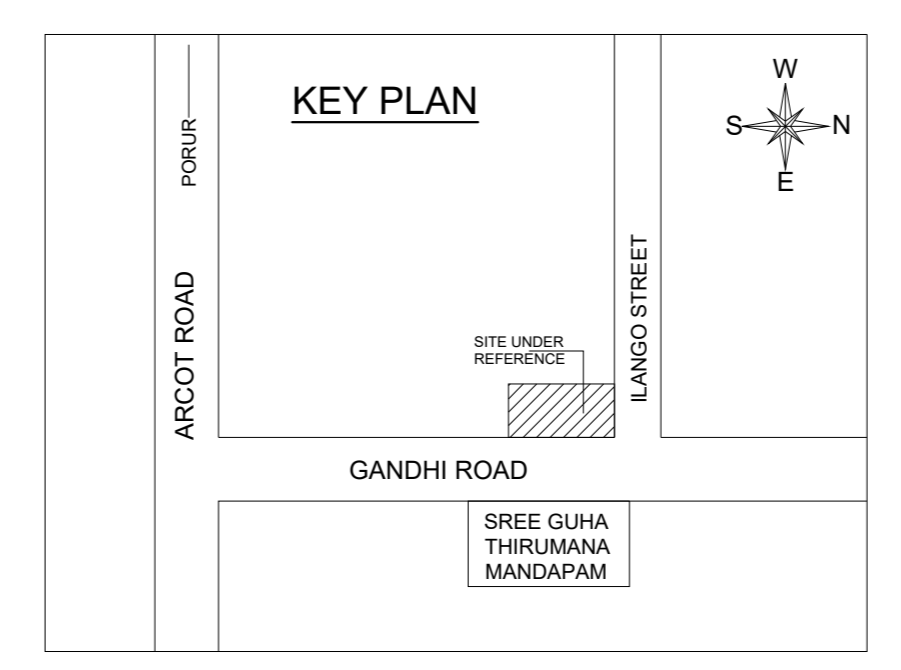 KEY PLAN
W
S
N
E
PORUR
ARCOT ROAD
ILANGO STREET
SITE UNDER
REFERENCE
GANDHI ROAD
SREE GUHA
THIRUMANA
MANDAPAM